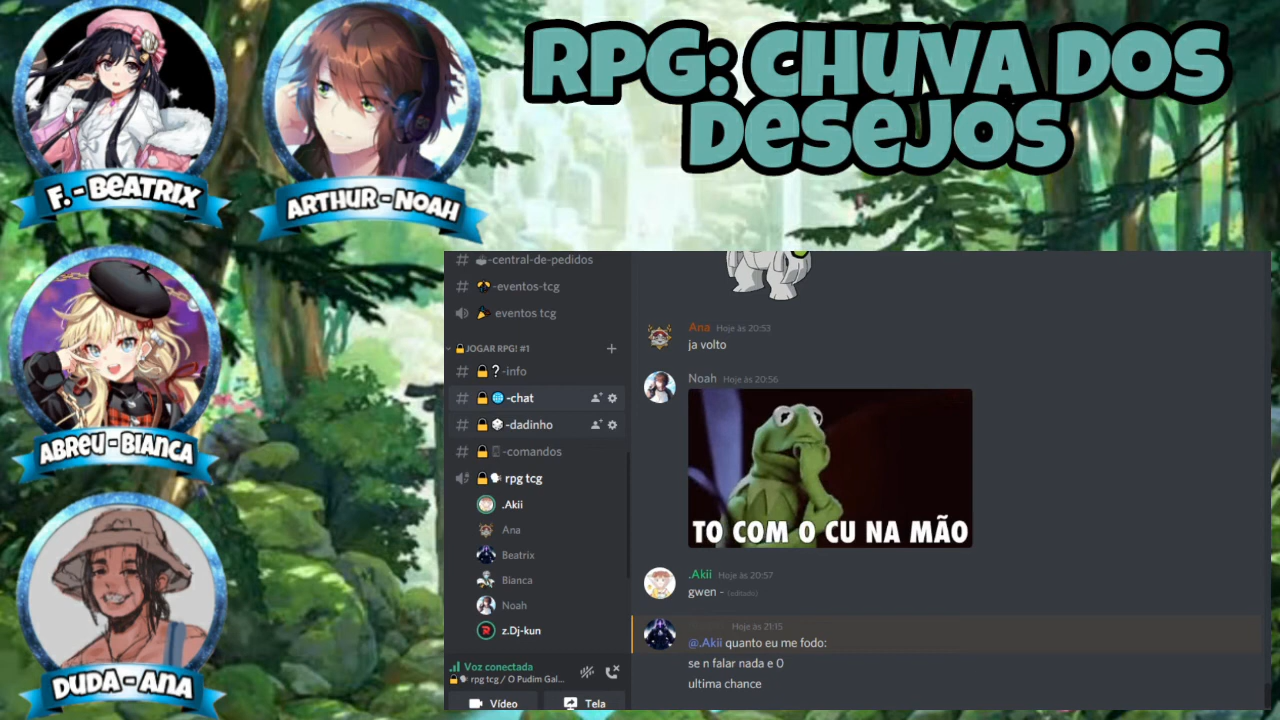 RPG: CHUVA DOS
DESEJOS
F. - BEATRIX
ARTHUR - NOAH
ABREU - BIANCA
DUDA - ANA
-central-de-pedidos
-eventos-tcg
eventos tcg
JOGAR RPG! #1
-info
-chat
-dadinho
-comandos
rpg tcg
.Akii
Ana
Beatrix
Bianca
Noah
z.Dj-kun
Voz conectada
rpg tcg / O Pudim Gal...
Vídeo
Tela
Ana Hoje às 20:53
ja volto
Noah Hoje às 20:56
TO COM O CU NA MÃO
.Akii Hoje às 20:57
gwen - (editado)
Hoje às 21:15
@.Akii quanto eu me fodo:
se n falar nada e 0
ultima chance